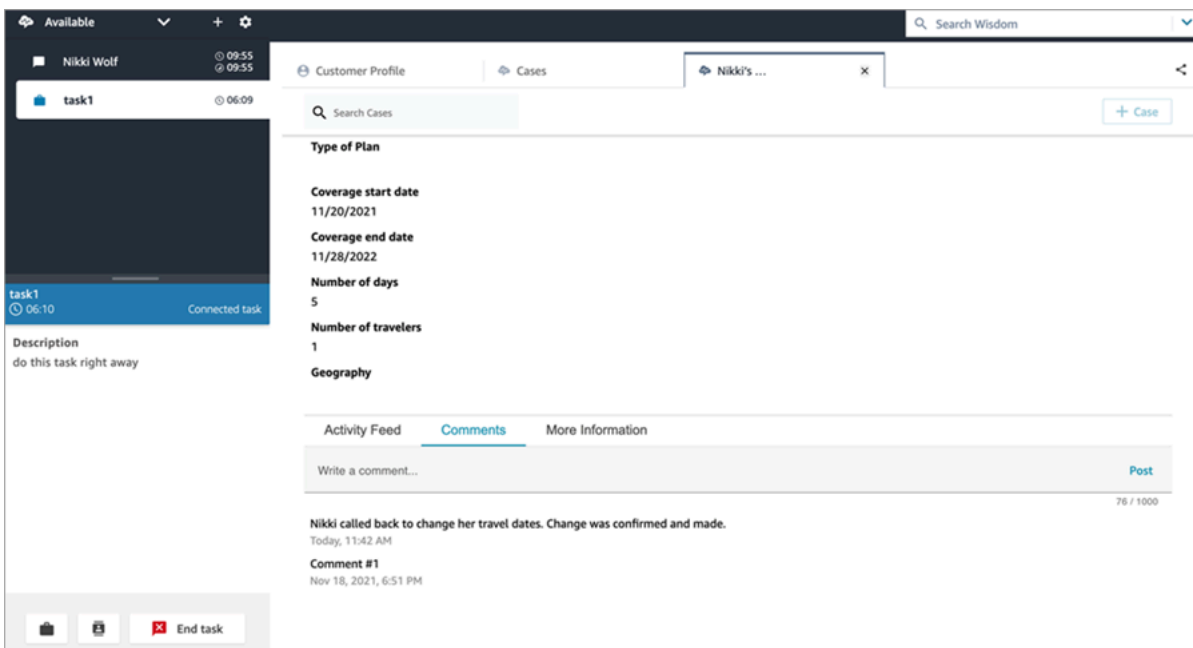 Available
Search Wisdom
Nikki Wolf
09:55
09:55
task1
06:09
Customer Profile
Cases
Nikki's ...
Search Cases
+ Case
Type of Plan
Coverage start date
11/20/2021
Coverage end date
11/28/2022
Number of days
5
Number of travelers
1
Geography
task1
06:10
Connected task
Description
do this task right away
Activity Feed
Comments
More Information
Write a comment...
Post
76 / 1000
Nikki called back to change her travel dates. Change was confirmed and made.
Today, 11:42 AM
Comment #1
Nov 18, 2021, 6:51 PM
End task